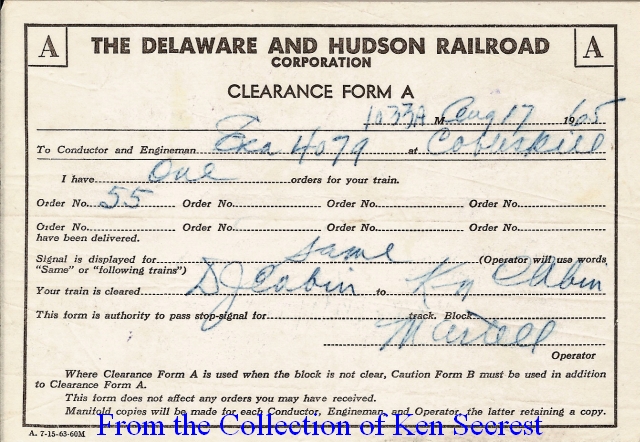 A THE DELAWARE AND HUDSON RAILROAD A
CORPORATION
CLEARANCE FORM A
1033A M. Aug 17 1965
To Conductor and Engineman Exa 4079 at Cobleskill
I have One orders for your train.
Order No. 55 Order No. Order No. Order No.
Order No. Order No. Order No. Order No.
have been delivered.
Signal is displayed for same (Operator will use words
"Same" or "following trains")
Your train is cleared DJ Cabin to Kn Cabin
This form is authority to pass stop-signal for track. Block
Martell
Operator
Where Clearance Form A is used when the block is not clear, Caution Form B must be used in addition
to Clearance Form A.
This form does not affect any orders you may have received.
Manifold copies will be made for each Conductor, Engineman, and Operator, the latter retaining a copy.
A. 7-15-63-60M
From the Collection of Ken Secrest